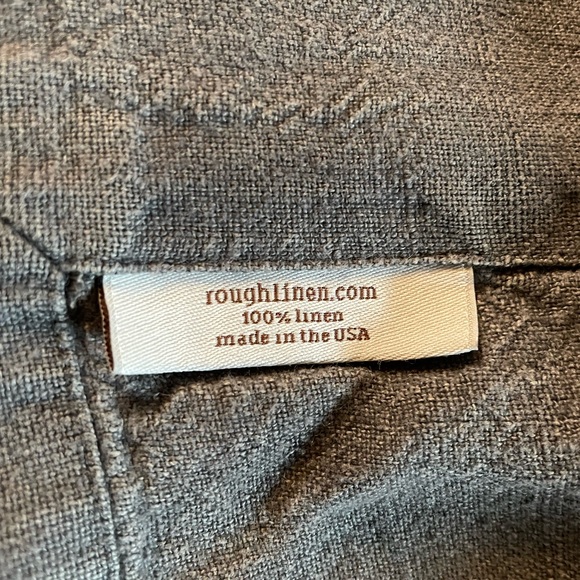 roughlinen.com
100% linen
made in the USA